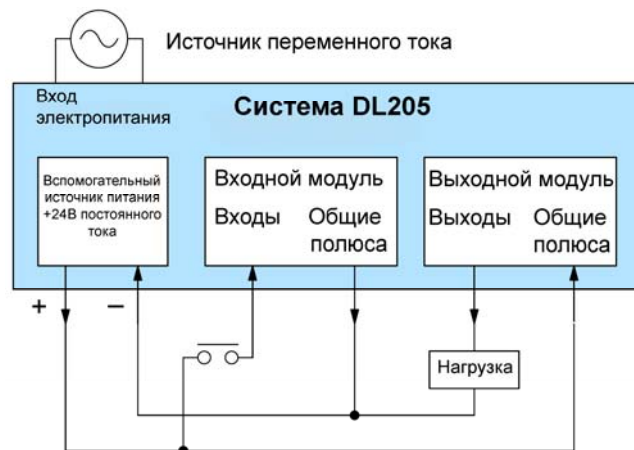 Источник переменного тока
Вход
электропитания
Система DL205
Вспомогательный
источник питания
+24В постоянного
тока
Входной модуль
Входы Общие
полюса
Выходной модуль
Выходы Общие
полюса
+ −
Нагрузка